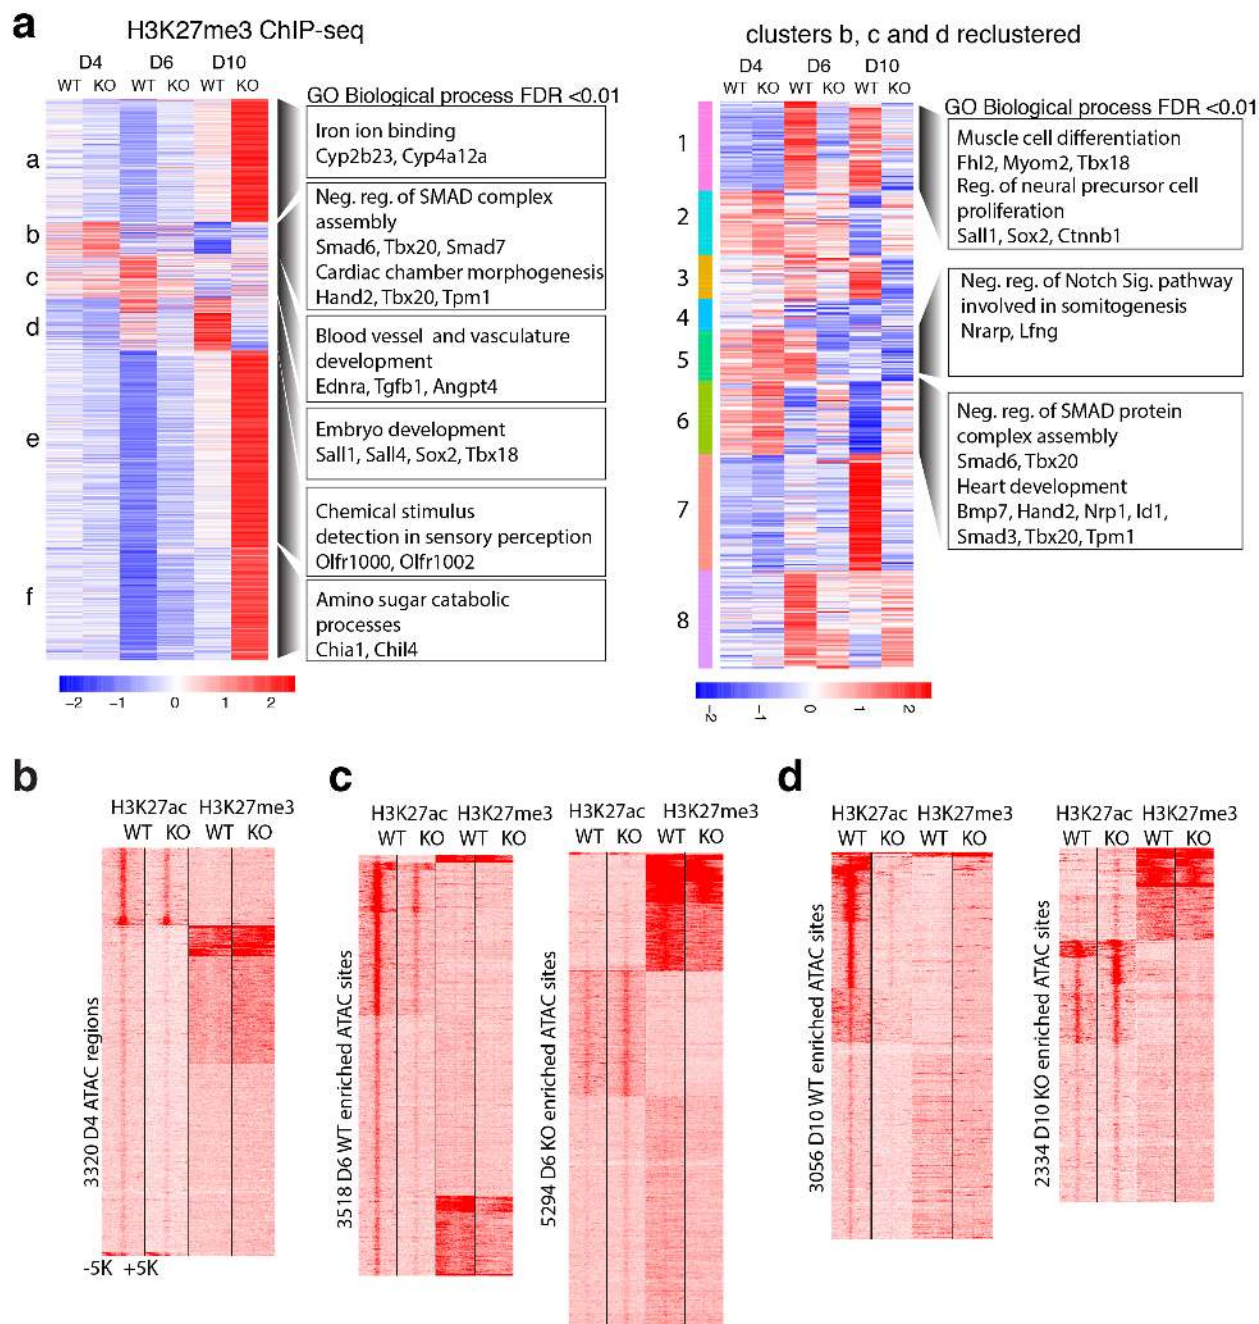 a
H3K27me3 ChIP-seq
D4 D6 D10
WT KO WT KO WT KO
a
b
c
d
e
f
GO Biological process FDR <0.01
Iron ion binding
Cyp2b23, Cyp4a12a
Neg. reg. of SMAD complex
assembly
Smad6, Tbx20, Smad7
Cardiac chamber morphogenesis
Hand2, Tbx20, Tpm1
Blood vessel and vasculature
development
Ednra, Tgfb1, Angpt4
Embryo development
Sall1, Sall4, Sox2, Tbx18
Chemical stimulus
detection in sensory perception
Olfr1000, Olfr1002
Amino sugar catabolic
processes
Chia1, Chil4
−2 −1 0 1 2
clusters b, c and d reclustered
D4 D6 D10
WT KO WT KO WT KO
1
2
3
4
5
6
7
8
GO Biological process FDR <0.01
Muscle cell differentiation
Fhl2, Myom2, Tbx18
Reg. of neural precursor cell
proliferation
Sall1, Sox2, Ctnnb1
Neg. reg. of Notch Sig. pathway
involved in somitogenesis
Nrarp, Lfng
Neg. reg. of SMAD protein
complex assembly
Smad6, Tbx20
Heart development
Bmp7, Hand2, Nrp1, Id1,
Smad3, Tbx20, Tpm1
−2 −1 0 1 2
b
H3K27ac H3K27me3
WT KO WT KO
3320 D4 ATAC regions
-5K +5K
c
H3K27ac H3K27me3
WT KO WT KO
3518 D6 WT enriched ATAC sites
H3K27ac H3K27me3
WT KO WT KO
5294 D6 KO enriched ATAC sites
d
H3K27ac H3K27me3
WT KO WT KO
3056 D10 WT enriched ATAC sites
H3K27ac H3K27me3
WT KO WT KO
2334 D10 KO enriched ATAC sites